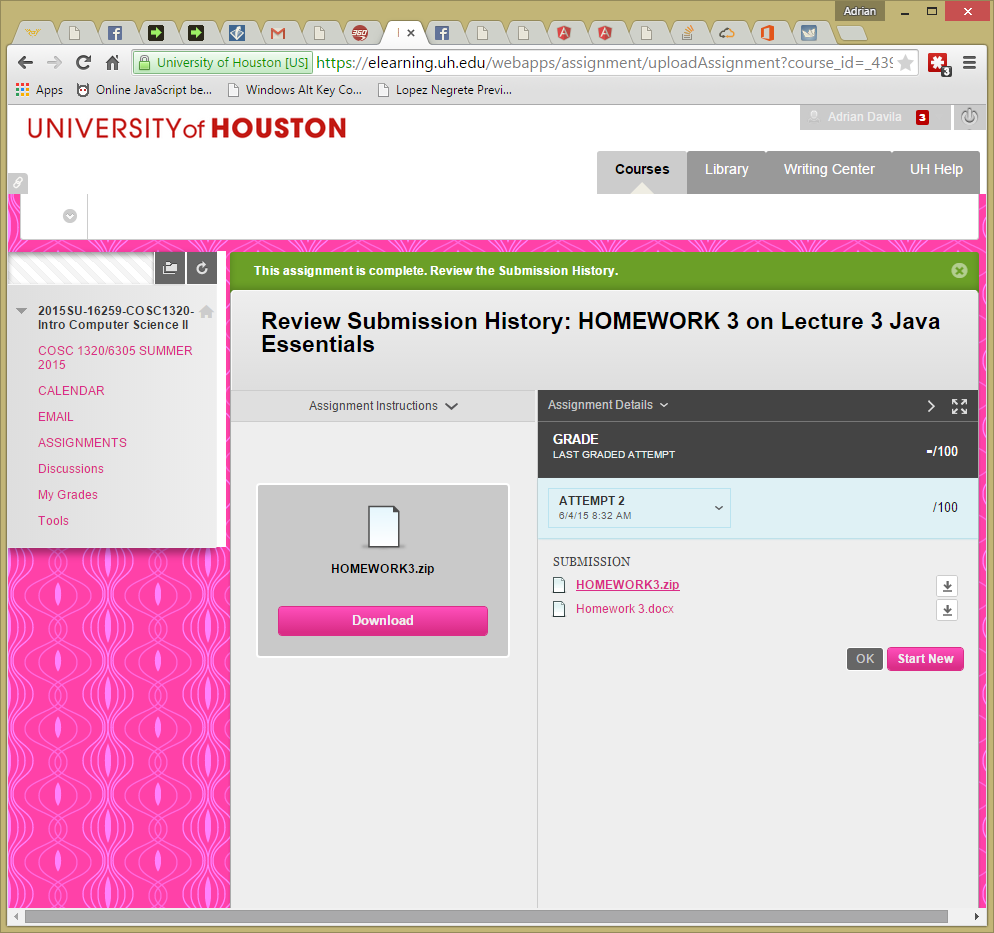 Adrian
University of Houston [US] https://elearning.uh.edu/webapps/assignment/uploadAssignment?course_id=_439
3
Apps Online JavaScript be... Windows Alt Key Co... Lopez Negrete Previ...
UNIVERSITY of HOUSTON
Adrian Davila 3
Courses Library Writing Center UH Help
This assignment is complete. Review the Submission History.
2015SU-16259-COSC1320-
Intro Computer Science II
COSC 1320/6305 SUMMER
2015
CALENDAR
EMAIL
ASSIGNMENTS
Discussions
My Grades
Tools
Review Submission History: HOMEWORK 3 on Lecture 3 Java
Essentials
Assignment Instructions
HOMEWORK3.zip
Download
Assignment Details
GRADE
LAST GRADED ATTEMPT
-/100
ATTEMPT 2
6/4/15 8:32 AM
/100
SUBMISSION
HOMEWORK3.zip
Homework 3.docx
OK Start New